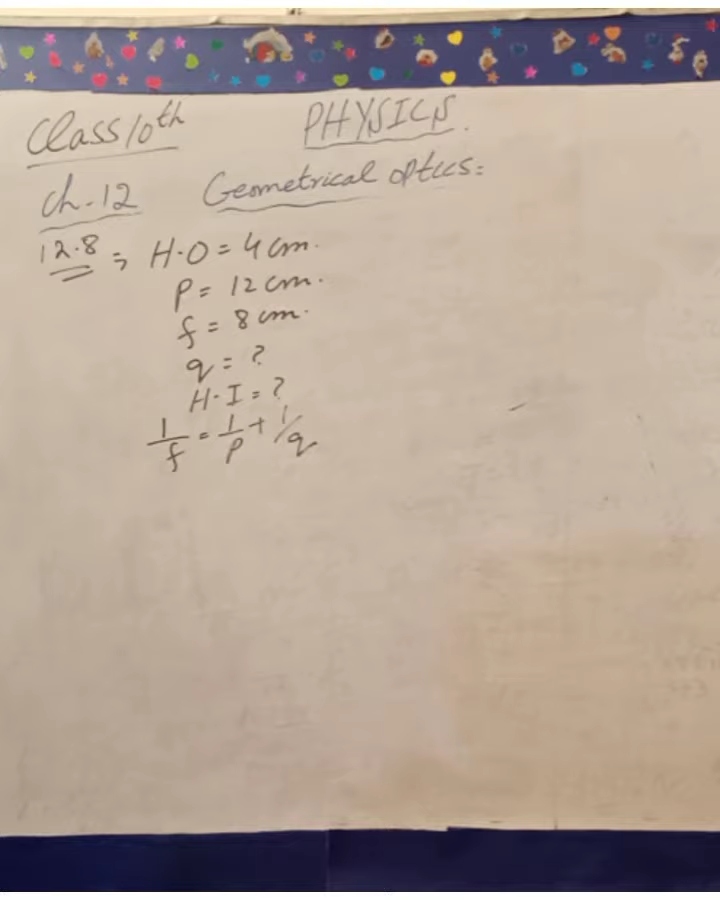 Class 10th PHYSICS.
Ch.12 Geometrical optics:
12.8 ⇒ H.O = 4 cm.
P = 12 cm.
f = 8 cm.
q = ?
H.I = ?
1/f = 1/P + 1/q